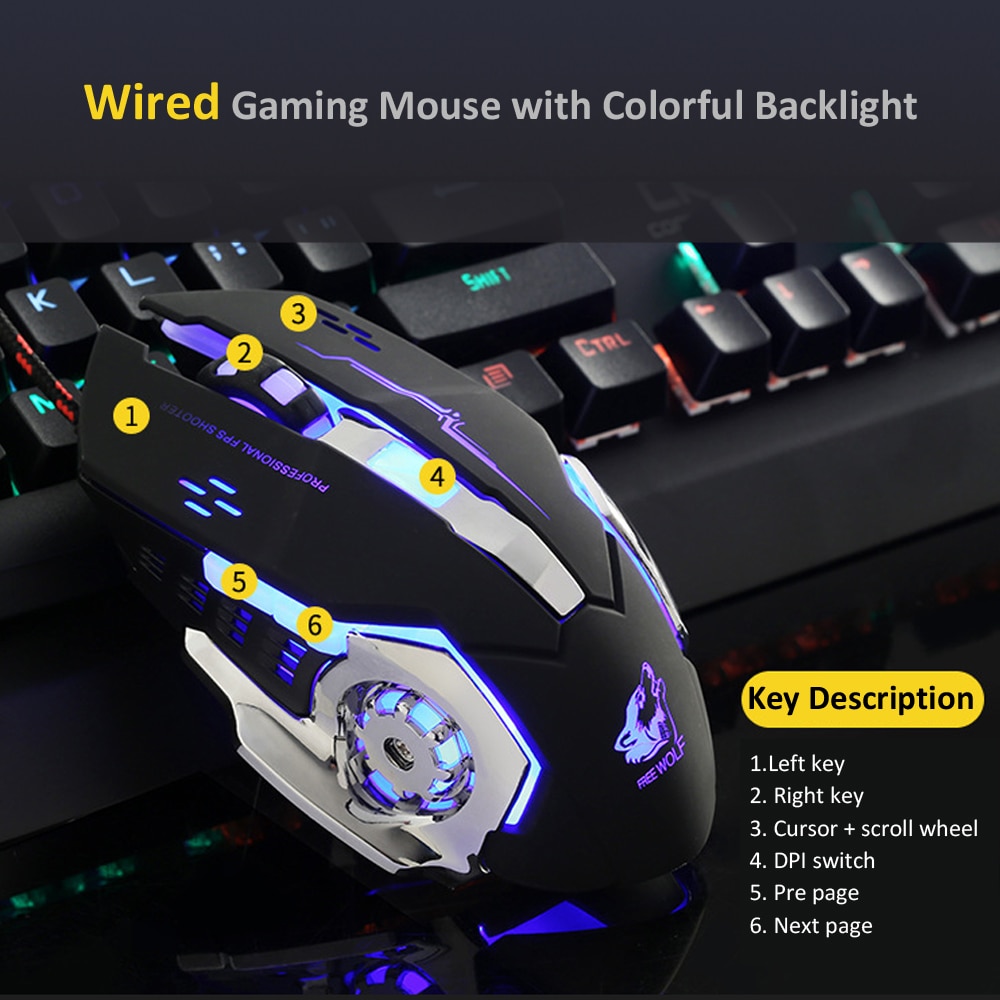 Wired Gaming Mouse with Colorful Backlight
K
L
SHIFT
CTRL
N
3
2
1
PROFESSIONAL FPS SHOOTER
4
5
6
FREE WOLF
Key Description
1.Left key
2. Right key
3. Cursor + scroll wheel
4. DPI switch
5. Pre page
6. Next page